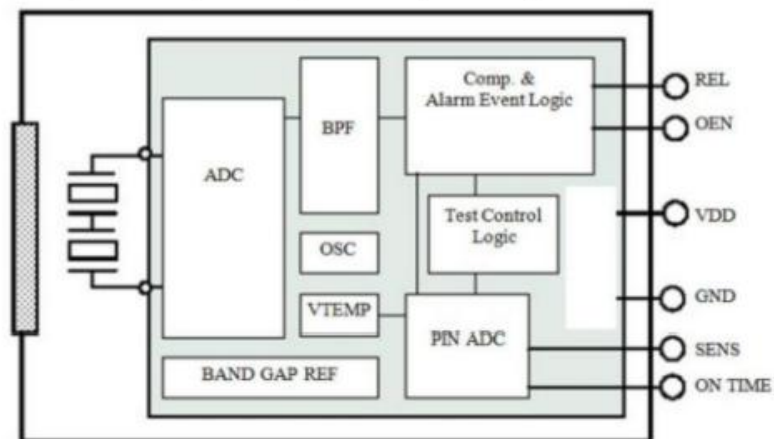 Comp. &
Alarm Event Logic
REL
OEN
BPF
ADC
Test Control
Logic
VDD
OSC
VTEMP
GND
PIN ADC
SENS
BAND GAP REF
ON TIME